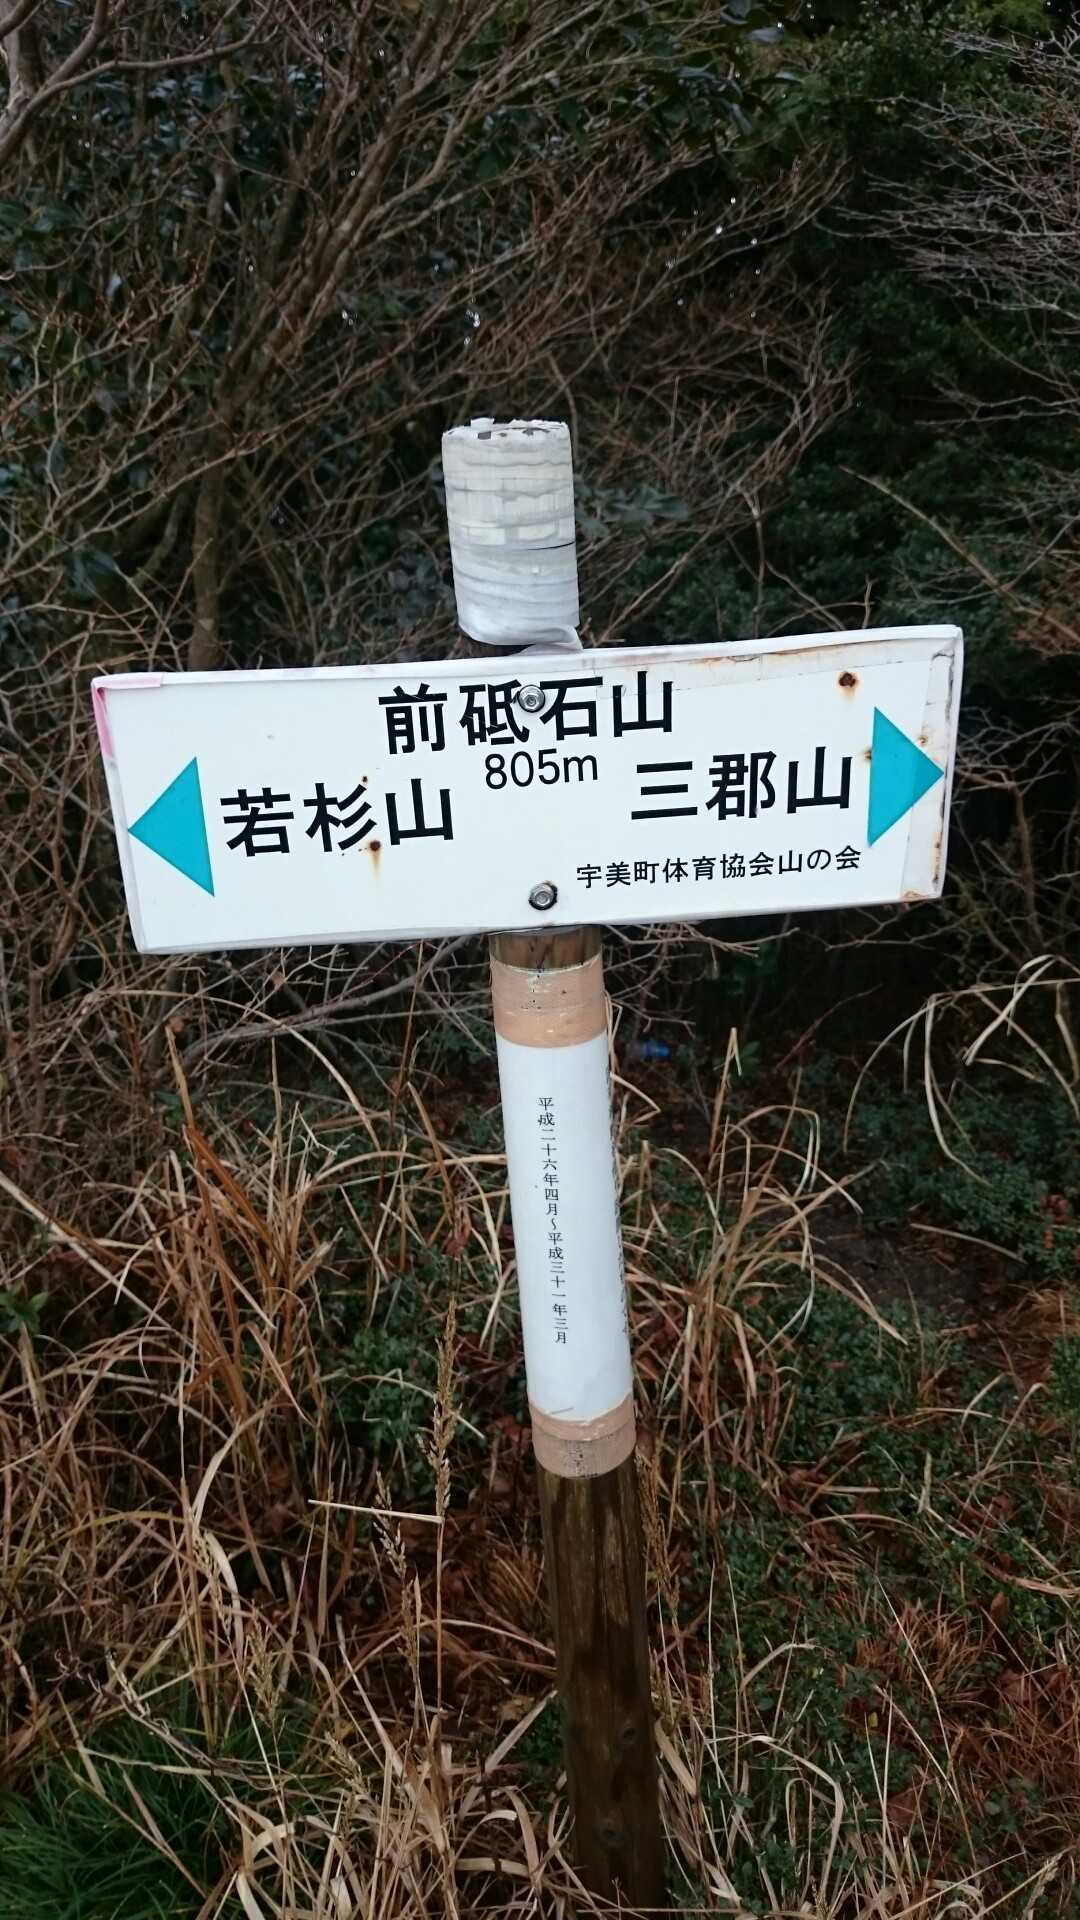 前砥石山
805m
若杉山
三郡山
宇美町体育協会山の会
平成二十六年四月～平成三十一年三月